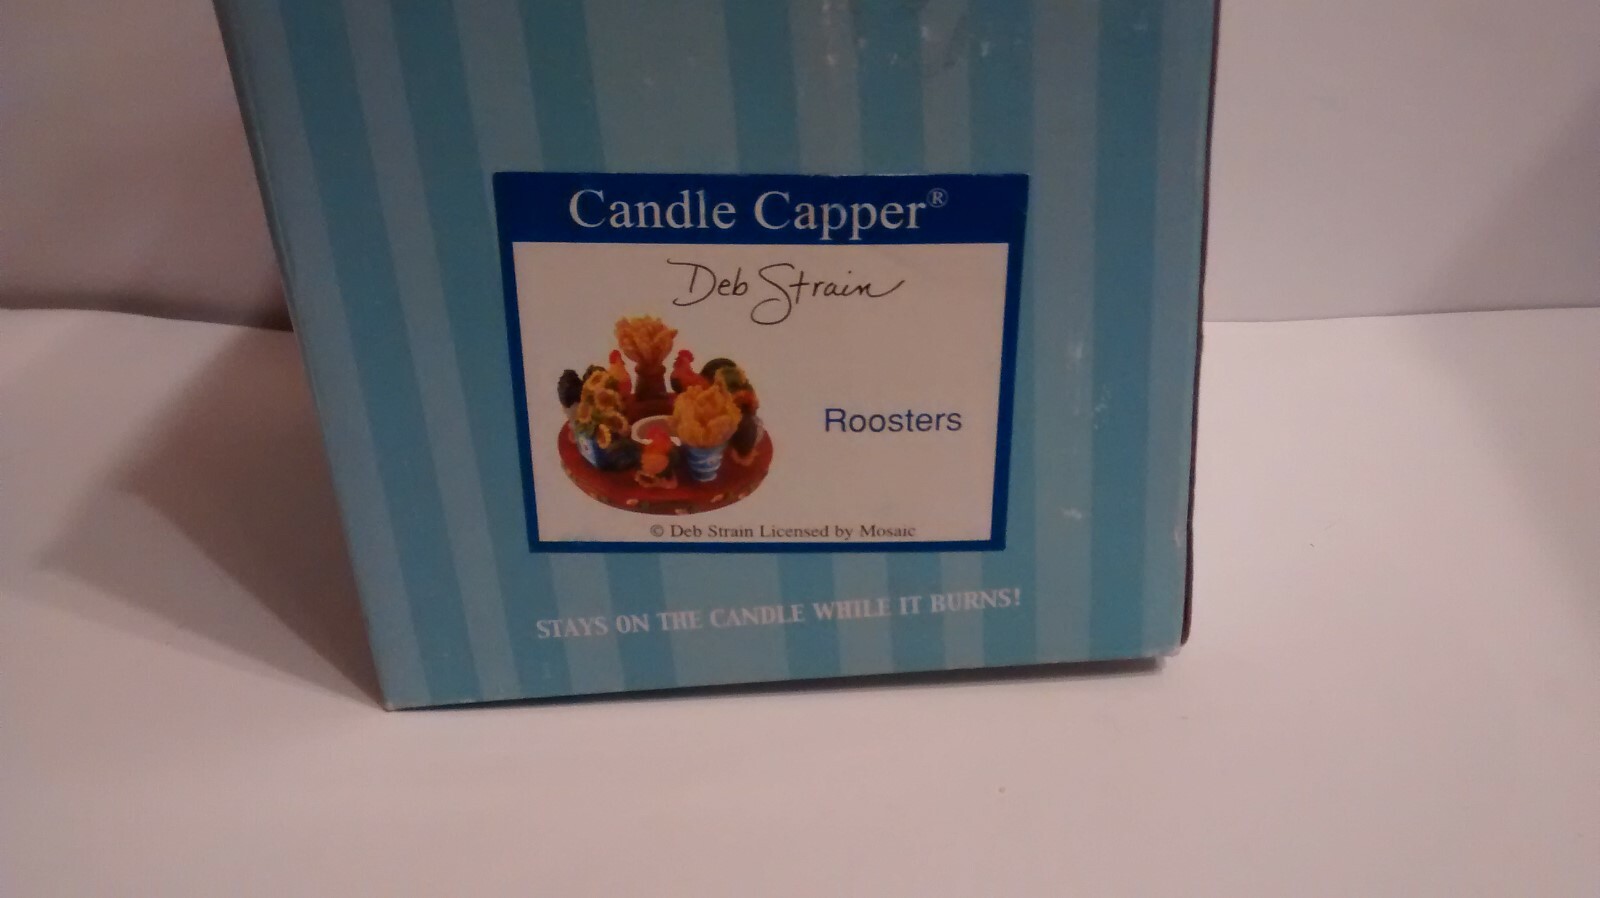 Candle Capper®
Deb Strain
Roosters
© Deb Strain Licensed by Mosaic
STAYS ON THE CANDLE WHILE IT BURNS!